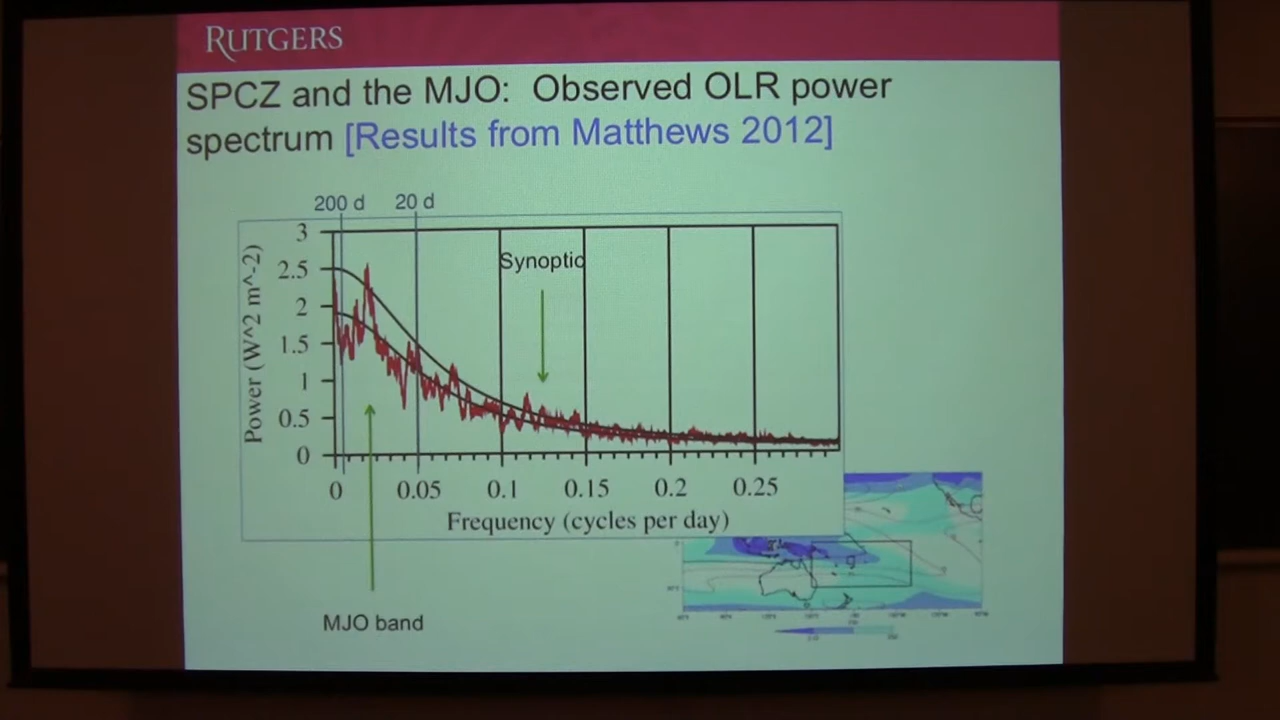 RUTGERS
SPCZ and the MJO: Observed OLR power
spectrum [Results from Matthews 2012]
200 d 20 d
Synoptic
3
2.5
2
1.5
1
0.5
0
Power (W^2 m^-2)
0 0.05 0.1 0.15 0.2 0.25
Frequency (cycles per day)
MJO band